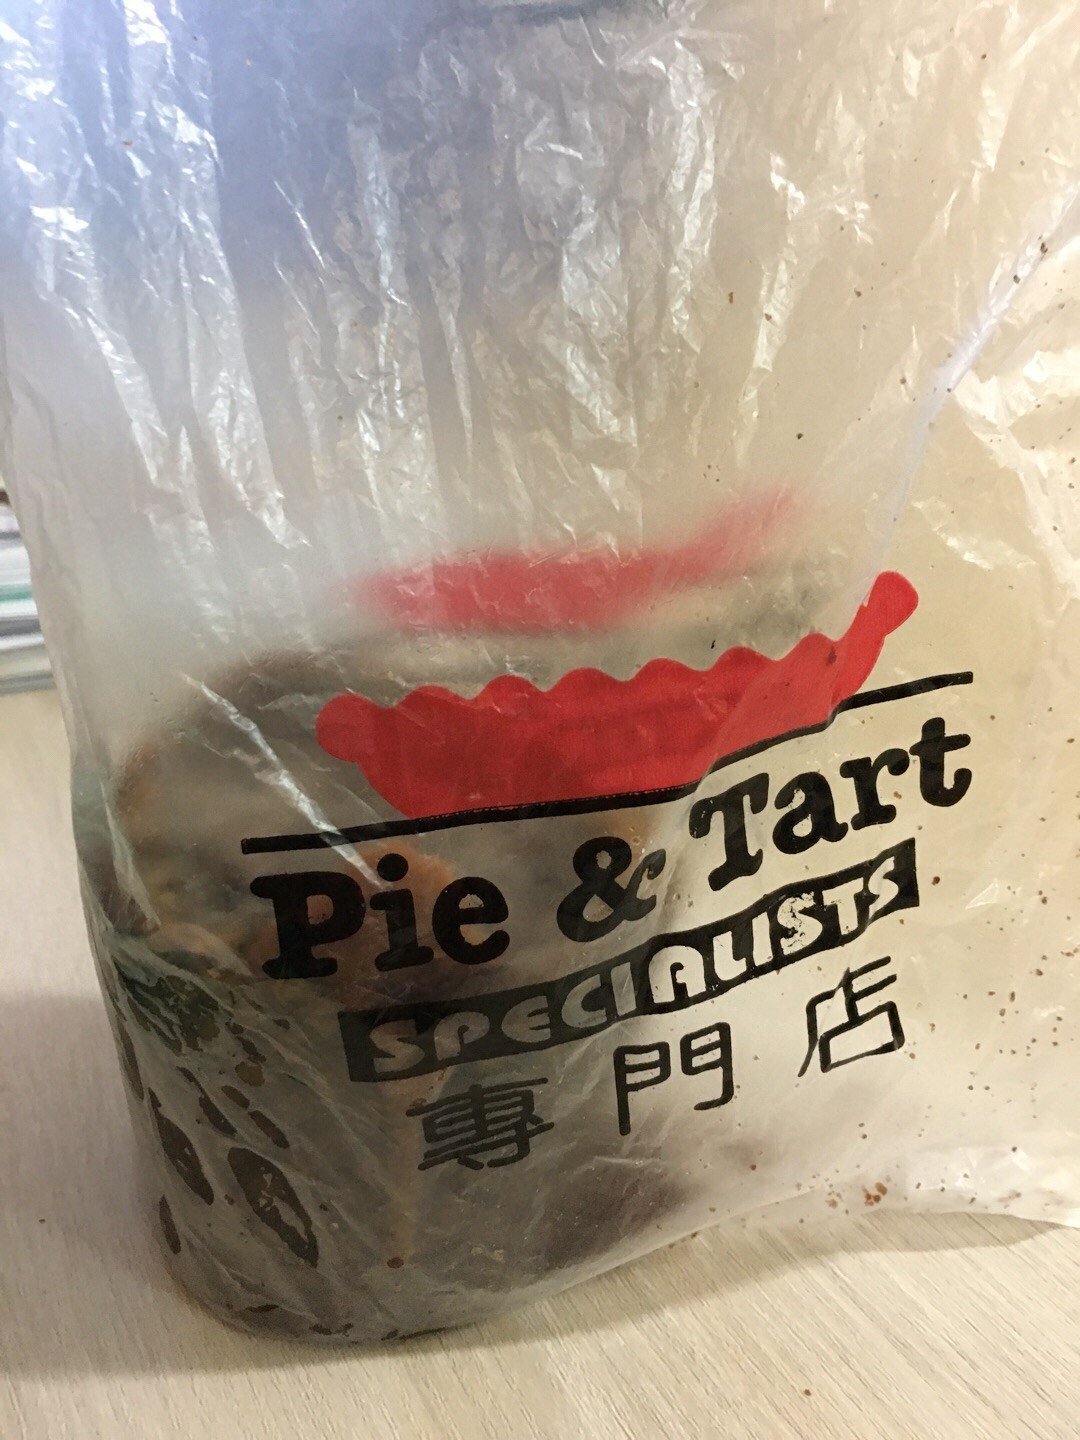 Pie & Tart
SPECIALISTS
專門店